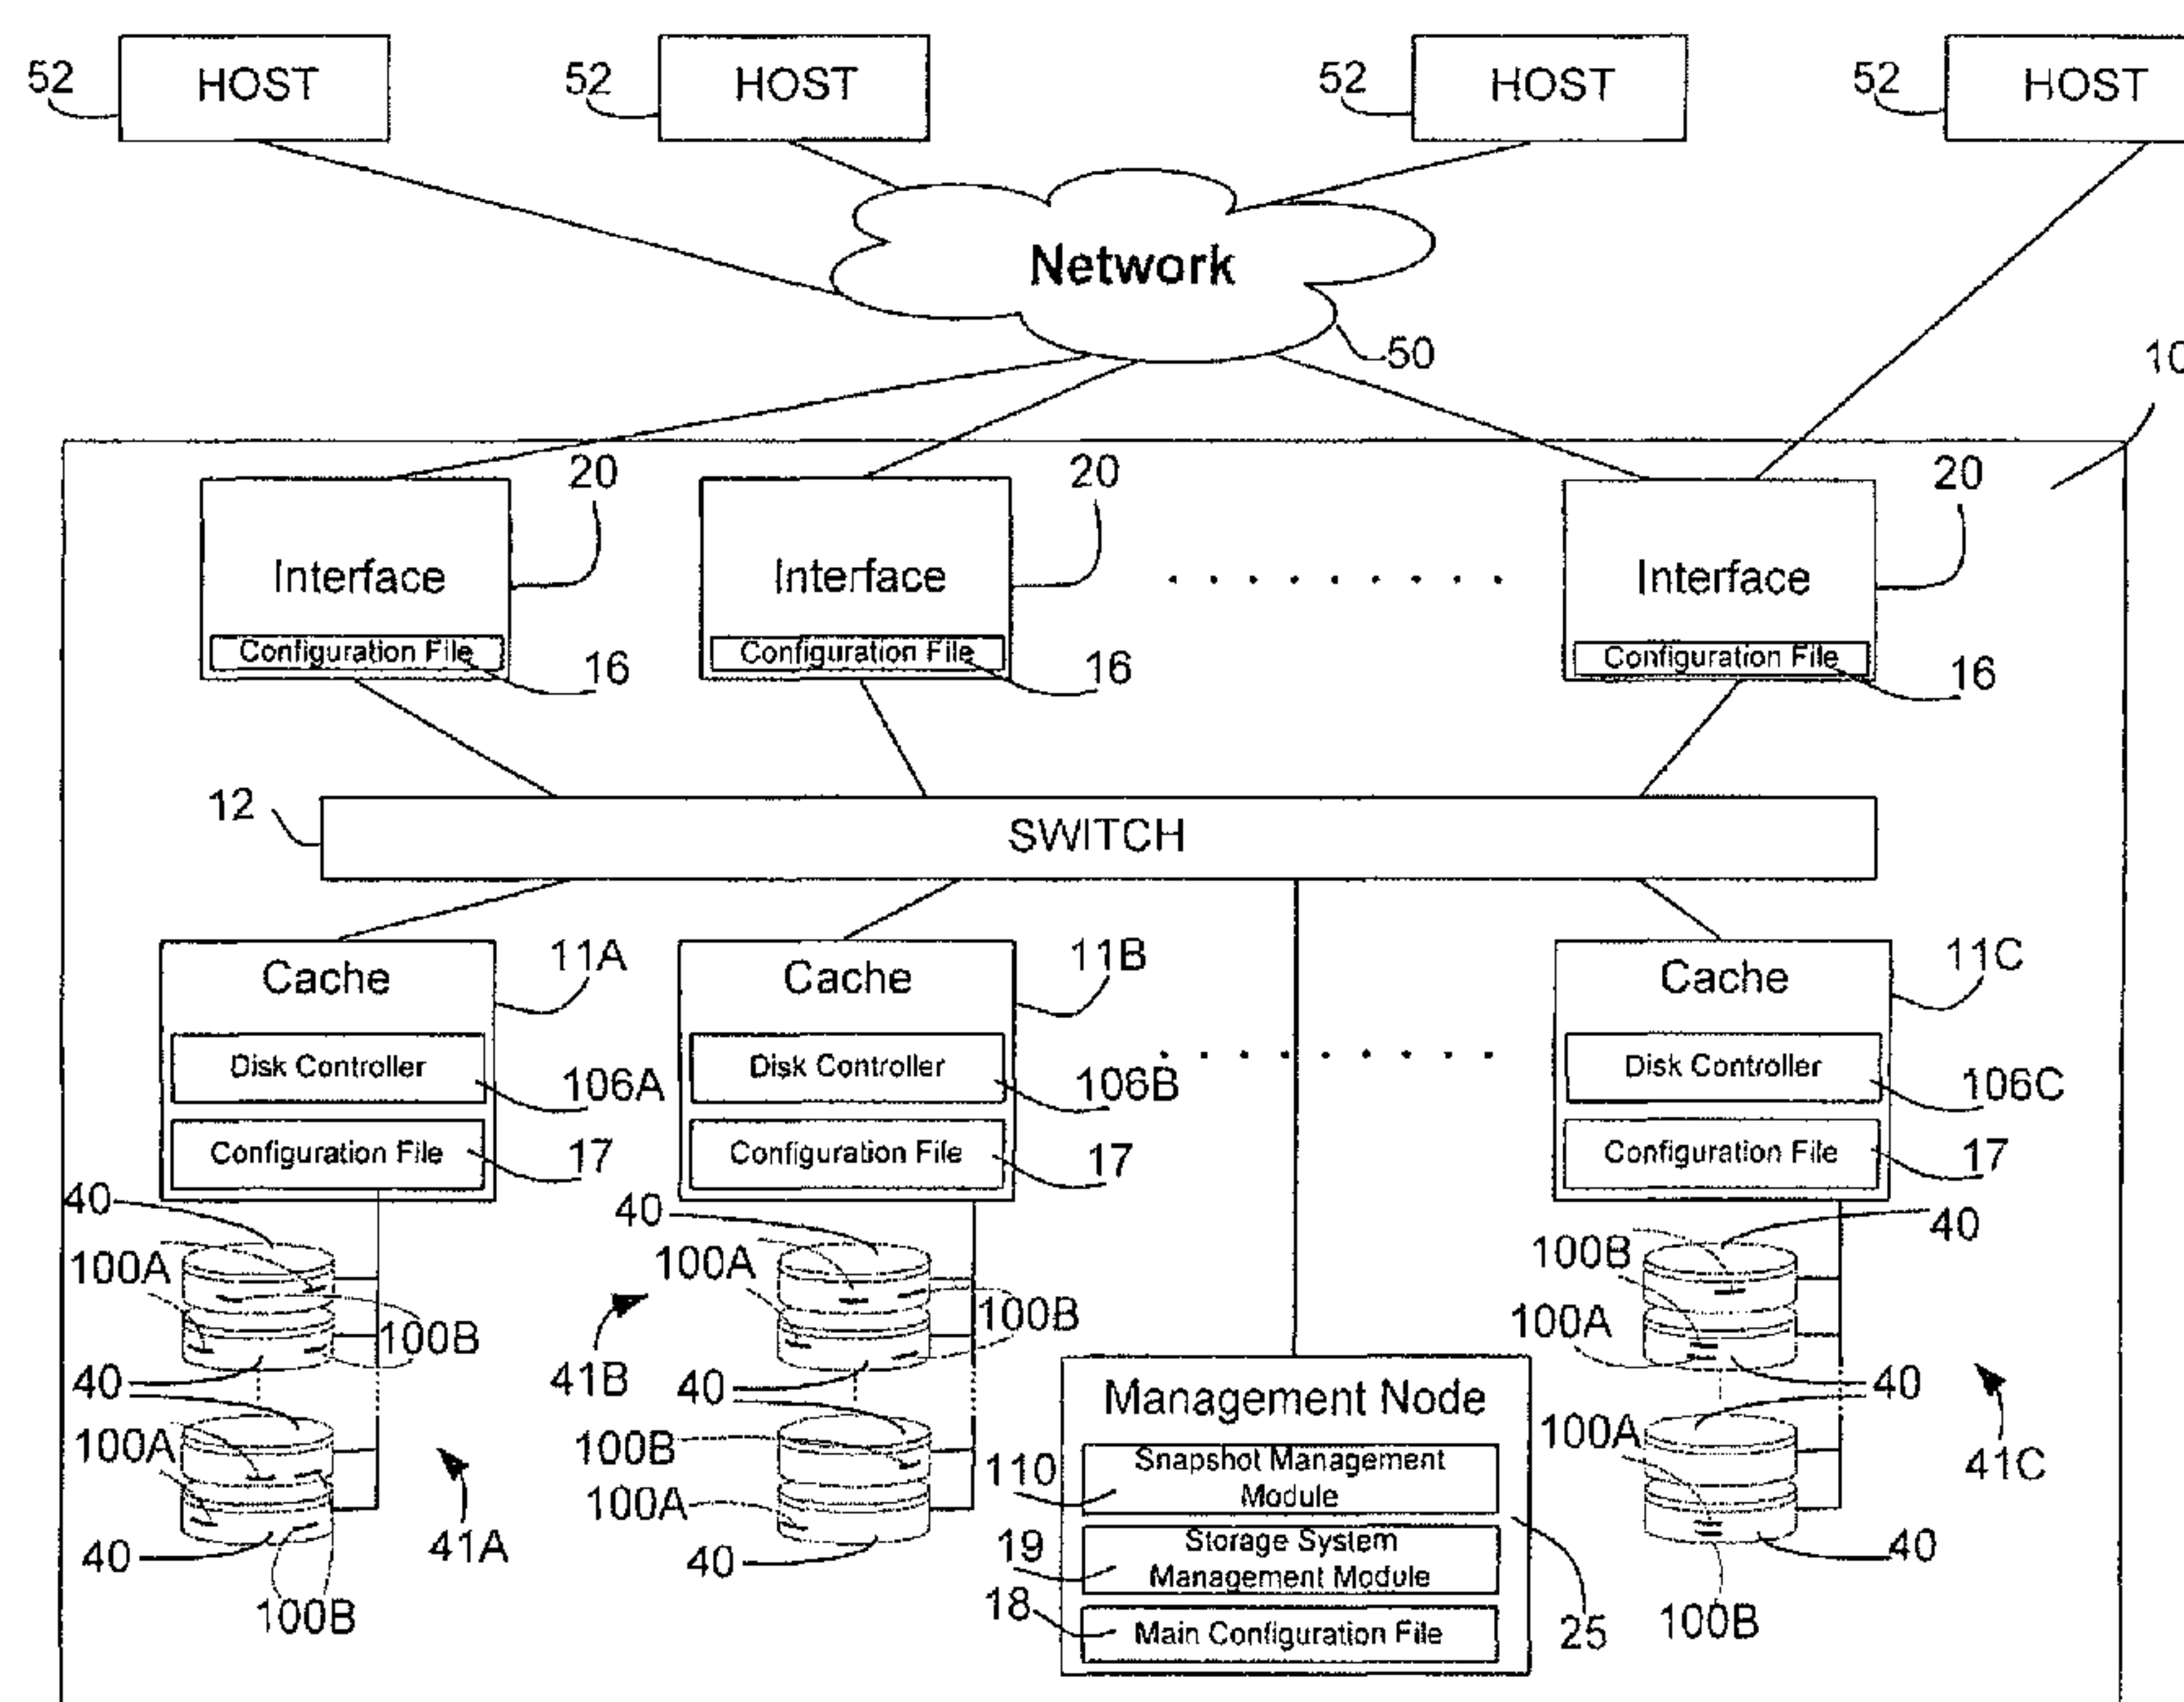 52 HOST 52 HOST 52 HOST 52 HOST
Network
50
10
20 20 20
Interface Interface . . . . . . . . . Interface
Configuration File Configuration File Configuration File
16 16 16
12 SWITCH
Cache 11A Cache 11B Cache 11C
Disk Controller Disk Controller . . . . . . . . . Disk Controller
106A 106B 106C
Configuration File 17 Configuration File 17 Configuration File 17
40 40 40
100A 100A 100B
100B 100B 100A
41B
40 40 40
Management Node
100A 100B 100A
110 Snapshot Management
Module
41C
100A
41A
19 Storage System
Management Module
40 40 40
18 Main Configuration File
25
100B 100B